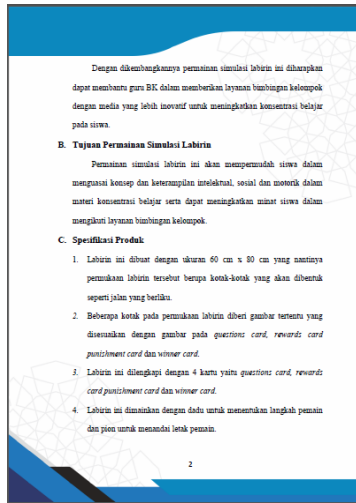 Dengan dikembangkannya permainan simulasi labirin ini diharapkan
dapat membantu guru BK dalam memberikan layanan bimbingan kelompok
dengan media yang lebih inovatif untuk meningkatkan konsentrasi belajar
pada siswa.
B. Tujuan Permainan Simulasi Labirin
Permainan simulasi labirin ini akan mempermudah siswa dalam
menguasai konsep dan keterampilan intelektual, sosial dan motorik dalam
materi konsentrasi belajar serta dapat meningkatkan minat siswa dalam
mengikuti layanan bimbingan kelompok.
C. Spesifikasi Produk
1. Labirin ini dibuat dengan ukuran 60 cm x 80 cm yang nantinya
permukaan labirin tersebut berupa kotak-kotak yang akan dibentuk
seperti jalan yang berliku.
2. Beberapa kotak pada permukaan labirin diberi gambar tertentu yang
disesuaikan dengan gambar pada questions card, rewards card
punishment card dan winner card.
3. Labirin ini dilengkapi dengan 4 kartu yaitu questions card, rewards
card punishment card dan winner card.
4. Labirin ini dimainkan dengan dadu untuk menentukan langkah pemain
dan pion untuk menandai letak pemain.
2